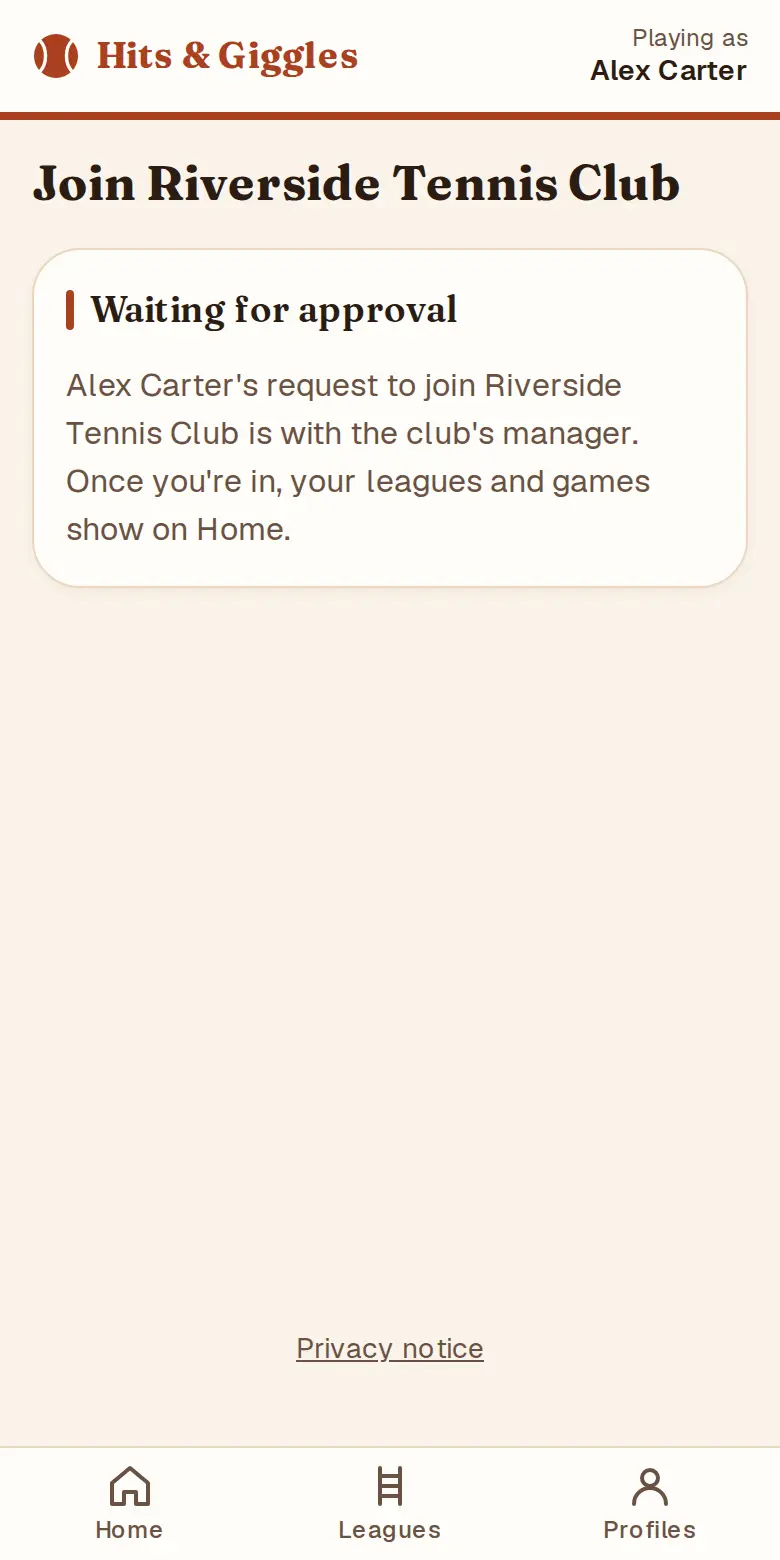 Hits & Giggles
Playing as
Alex Carter
Join Riverside Tennis Club
Waiting for approval
Alex Carter's request to join Riverside
Tennis Club is with the club's manager.
Once you're in, your leagues and games
show on Home.
Privacy notice
Home
Leagues
Profiles